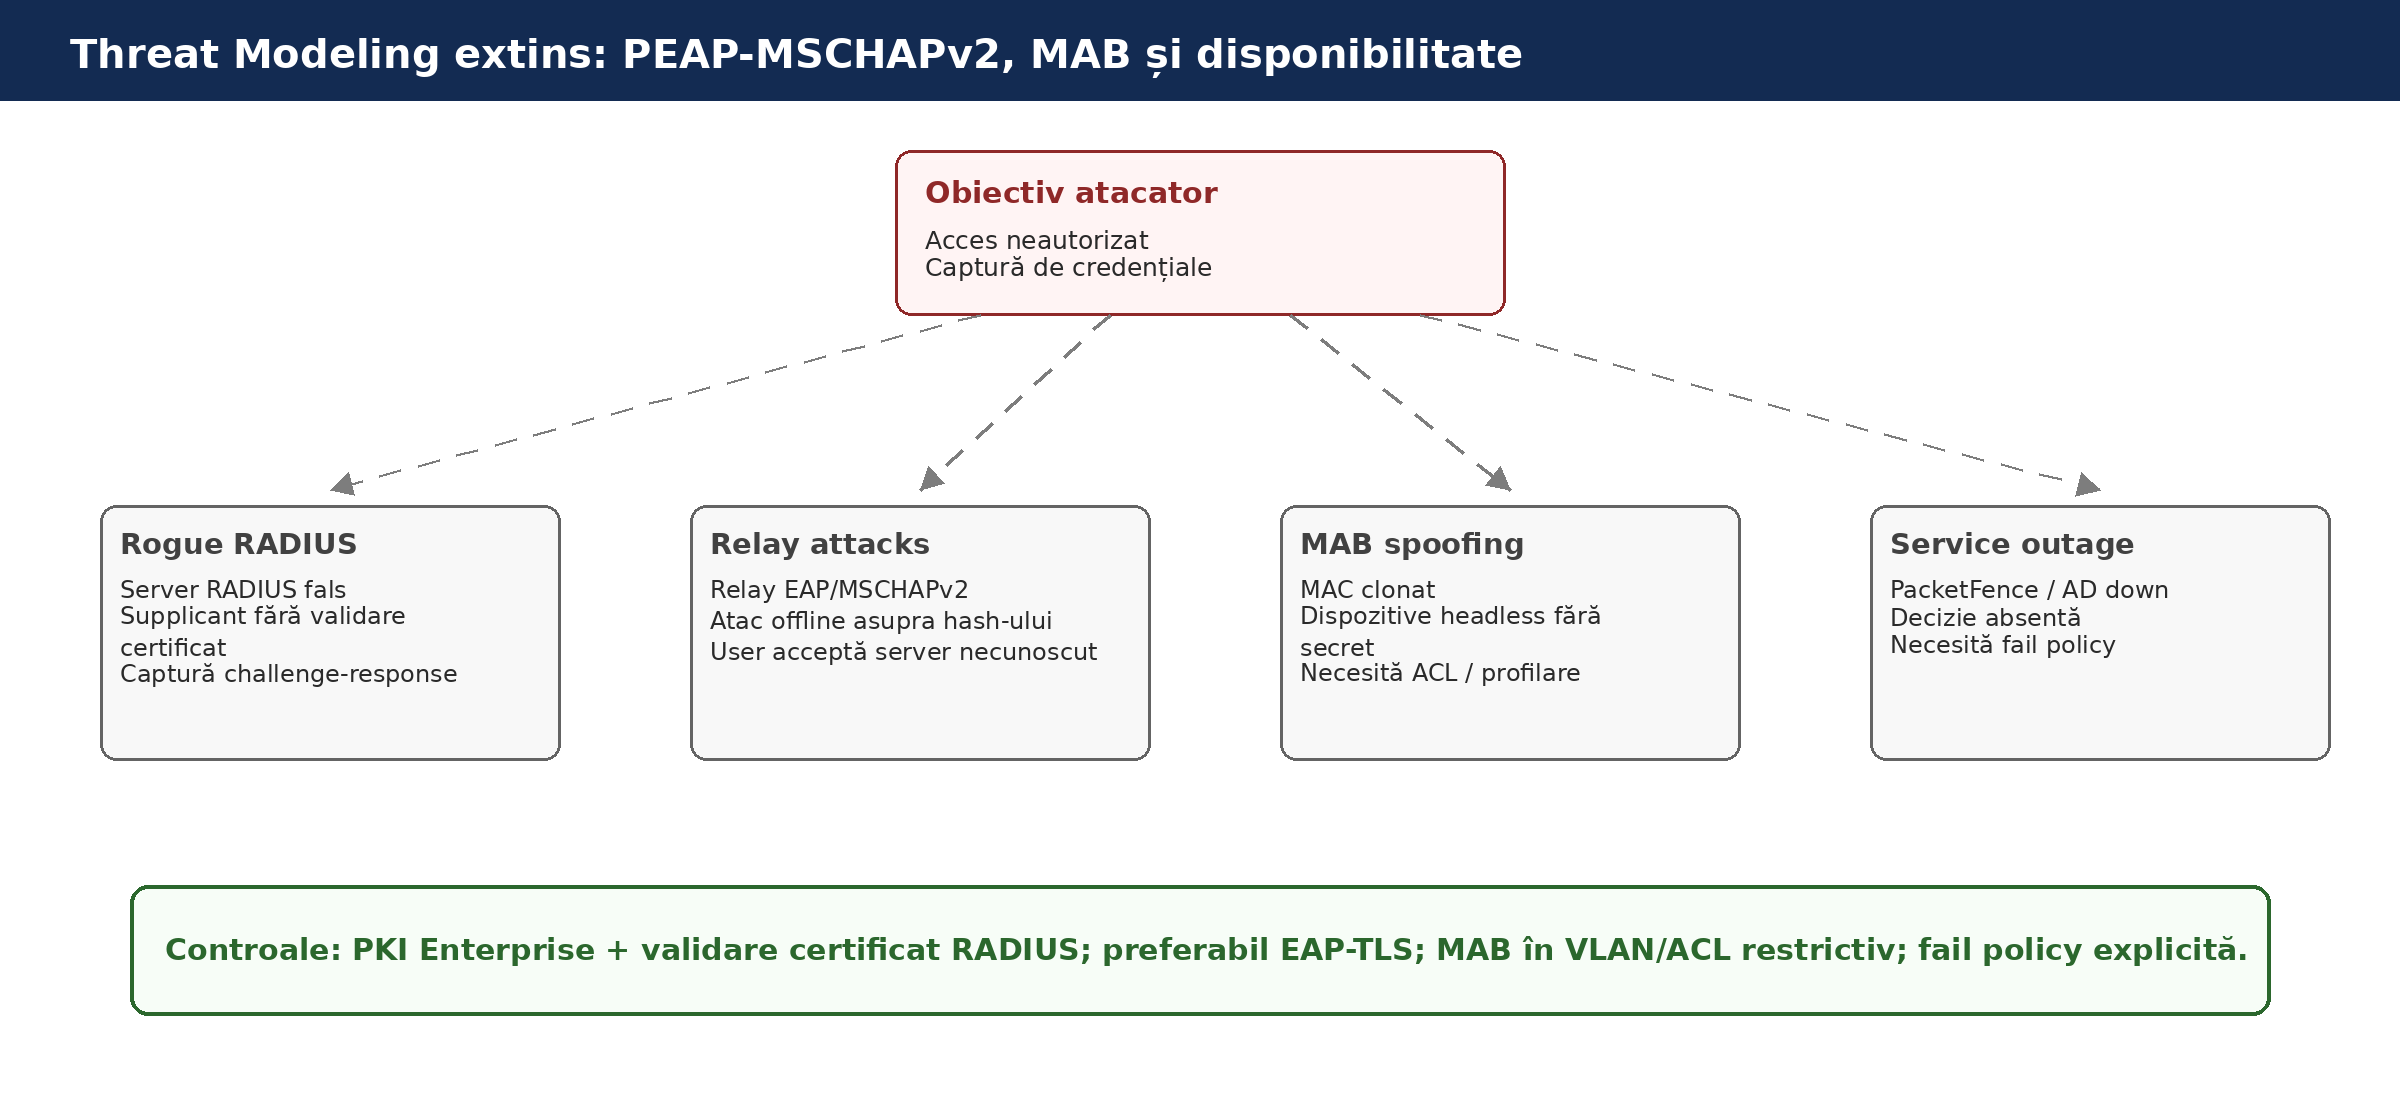 Threat Modeling extins: PEAP-MSCHAPv2, MAB și disponibilitate
Obiectiv atacator
Acces neautorizat
Captură de credențiale
Rogue RADIUS
Server RADIUS fals
Supplicant fără validare
certificat
Captură challenge-response
Relay attacks
Relay EAP/MSCHAPv2
Atac offline asupra hash-ului
User acceptă server necunoscut
MAB spoofing
MAC clonat
Dispozitive headless fără
secret
Necesită ACL / profilare
Service outage
PacketFence / AD down
Decizie absentă
Necesită fail policy
Controale: PKI Enterprise + validare certificat RADIUS; preferabil EAP-TLS; MAB în VLAN/ACL restrictiv; fail policy explicită.